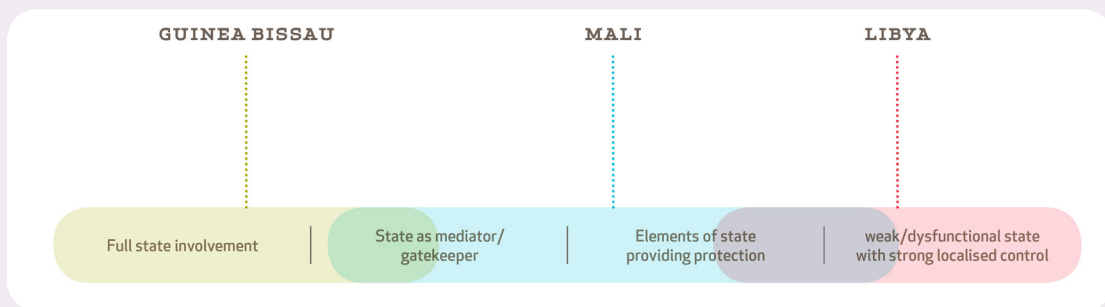 GUINEA BISSAU
MALI
LIBYA
Full state involvement
State as mediator/
gatekeeper
Elements of state
providing protection
weak/dysfunctional state
with strong localised control